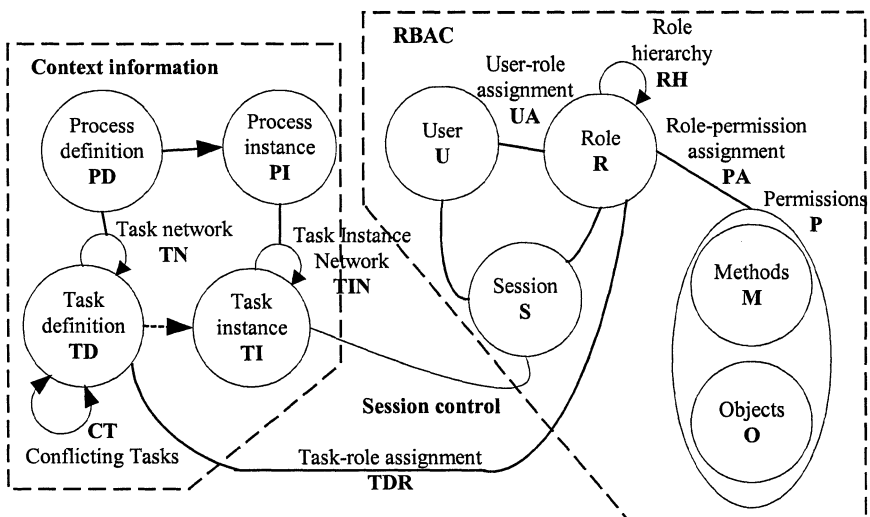 Context information
Process
definition
PD
Process
instance
PI
Task network
TN
Task Instance
Network
TIN
Task
definition
TD
Task
instance
TI
CT
Conflicting Tasks
RBAC
User-role
assignment
UA
Role
hierarchy
RH
User
U
Role
R
Role-permission
assignment
PA
Permissions
P
Session
S
Methods
M
Objects
O
Session control
Task-role assignment
TDR